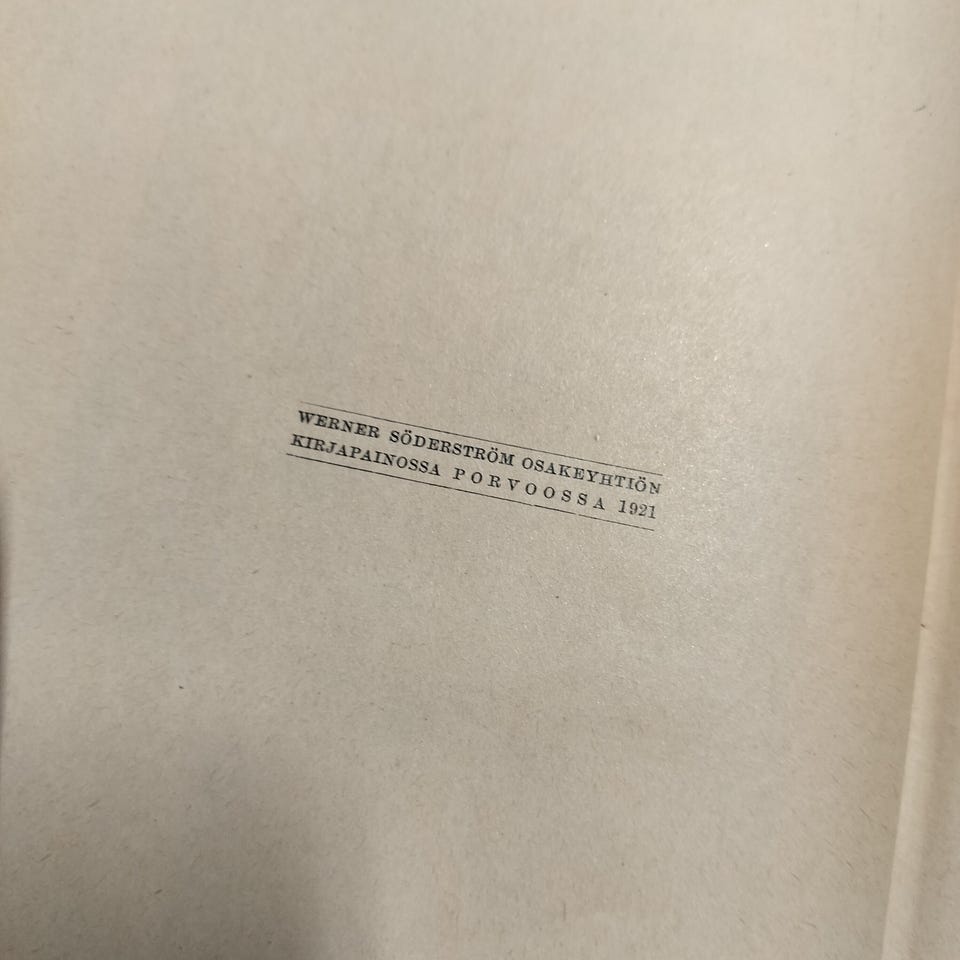 WERNER SÖDERSTRÖM OSAKEYHTIÖN
KIRJAPAINOSSA PORVOOSSA 1921